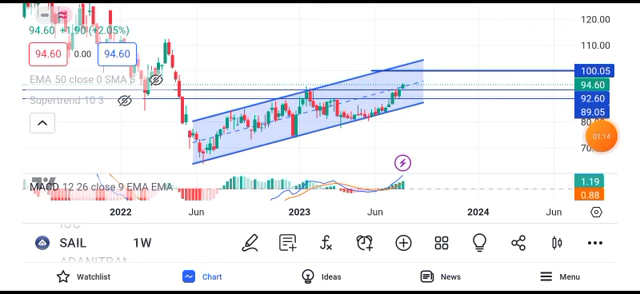 120.00
94.60 +1.90 (+2.05%)
110.00
94.60 0.00 94.60
100.05
EMA 50 close 0 SMA 5
94.60
92.60
Supertrend 10 3
89.05
01:14
MACD 12 26 close 9 EMA EMA
1.19
0.88
2022 Jun 2023 Jun 2024 Jun
SAIL 1W
ADANITRAN
Watchlist Chart Ideas News Menu